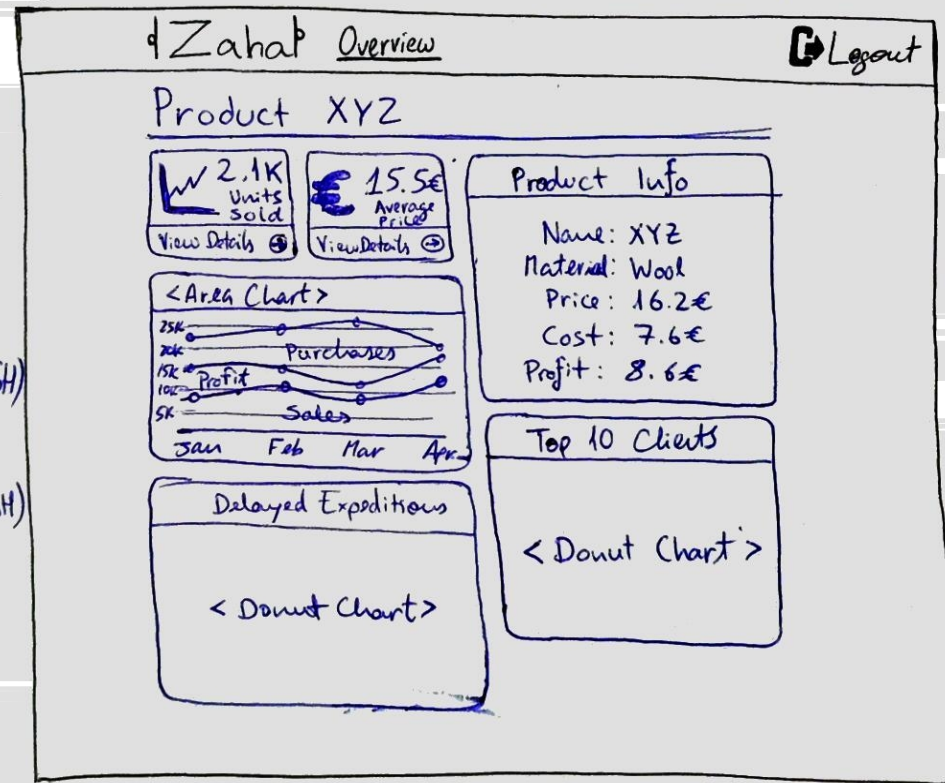 Zaha Overview
Logout
Product XYZ
2.1K
Units
Sold
View Details
€ 15.5€
Average
Price
View Details
Product Info
Name: XYZ
Material: Wool
Price: 16.2€
Cost: 7.6€
Profit: 8.6€
<Area Chart>
25K
20K
15K
10K
5K
Purchases
Profit
Sales
Jan Feb Mar Apr.
Top 10 Clients
<Donut Chart>
Delayed Expeditions
<Donut Chart>
H)
H)